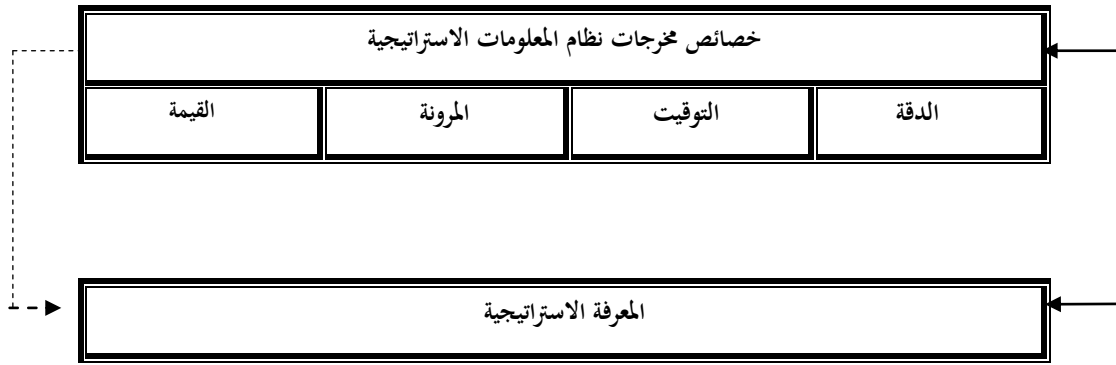 خصائص مخرجات نظام المعلومات الاستراتيجية
الدقة
التوقيت
المرونة
القيمة
المعرفة الاستراتيجية